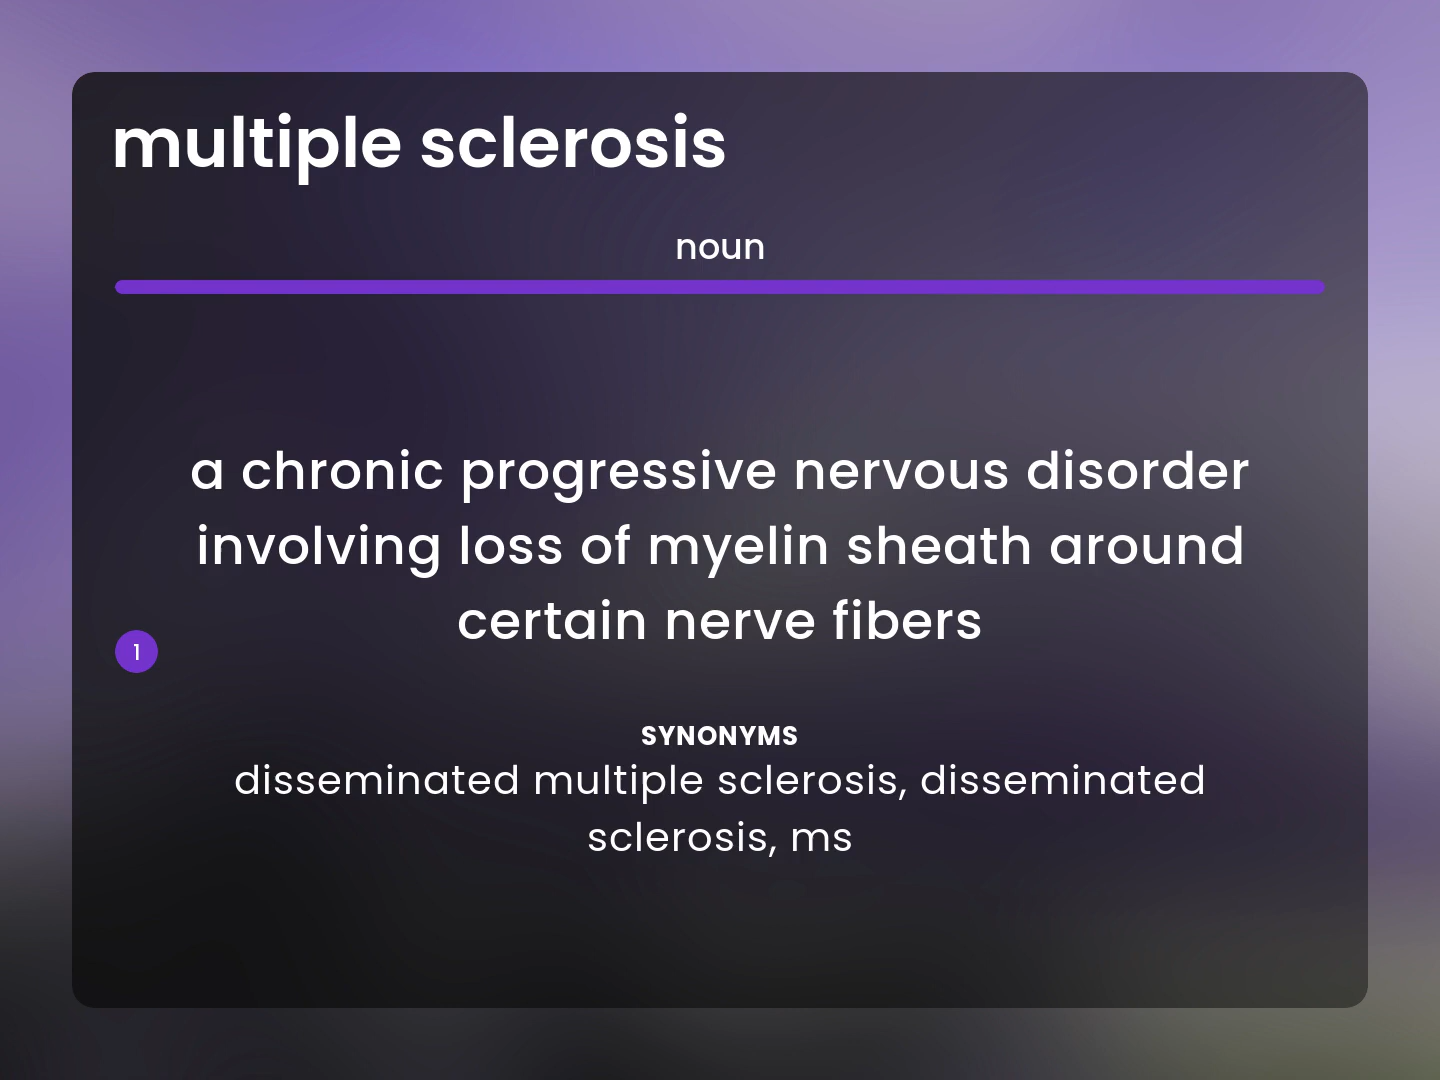 multiple sclerosis
noun
a chronic progressive nervous disorder
involving loss of myelin sheath around
certain nerve fibers
1
SYNONYMS
disseminated multiple sclerosis, disseminated
sclerosis, ms